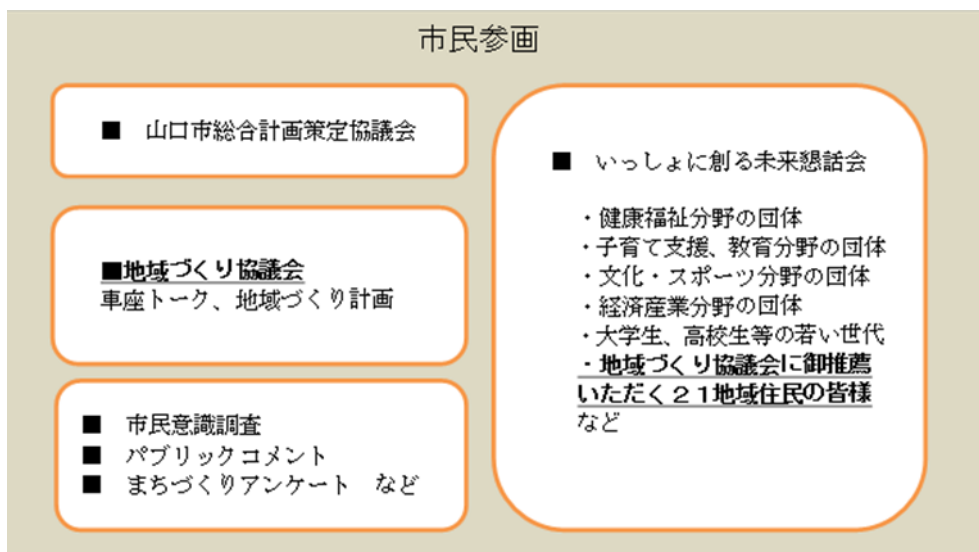 市民参画
■ 山口市総合計画策定協議会
■地域づくり協議会
車座トーク、地域づくり計画
■ 市民意識調査
■ パブリックコメント
■ まちづくりアンケート など
■ いっしょに創る未来懇話会
・健康福祉分野の団体
・子育て支援、教育分野の団体
・文化・スポーツ分野の団体
・経済産業分野の団体
・大学生、高校生等の若い世代
・地域づくり協議会に御推薦
いただく２１地域住民の皆様
など